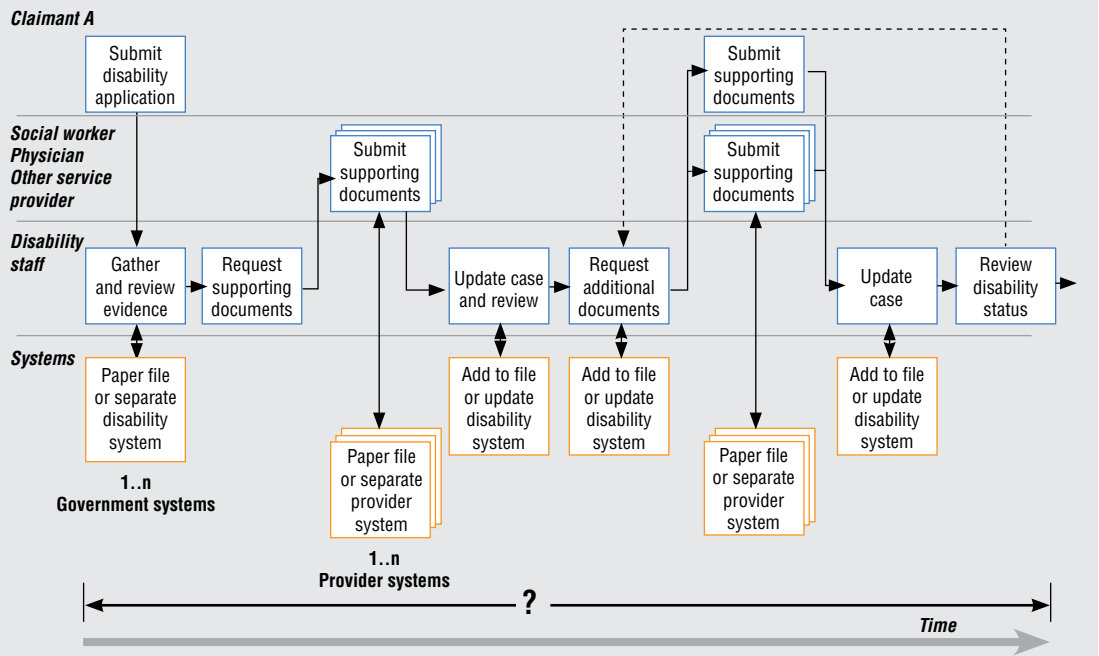 Claimant A
Submit
disability
application
Submit
supporting
documents
Social worker
Physician
Other service
provider
Submit
supporting
documents
Submit
supporting
documents
Disability
staff
Gather
and review
evidence
Request
supporting
documents
Update case
and review
Request
additional
documents
Update
case
Review
disability
status
Systems
Paper file
or separate
disability
system
Add to file
or update
disability
system
Add to file
or update
disability
system
Add to file
or update
disability
system
Paper file
or separate
provider
system
Paper file
or separate
provider
system
1..n
Government systems
1..n
Provider systems
?
Time